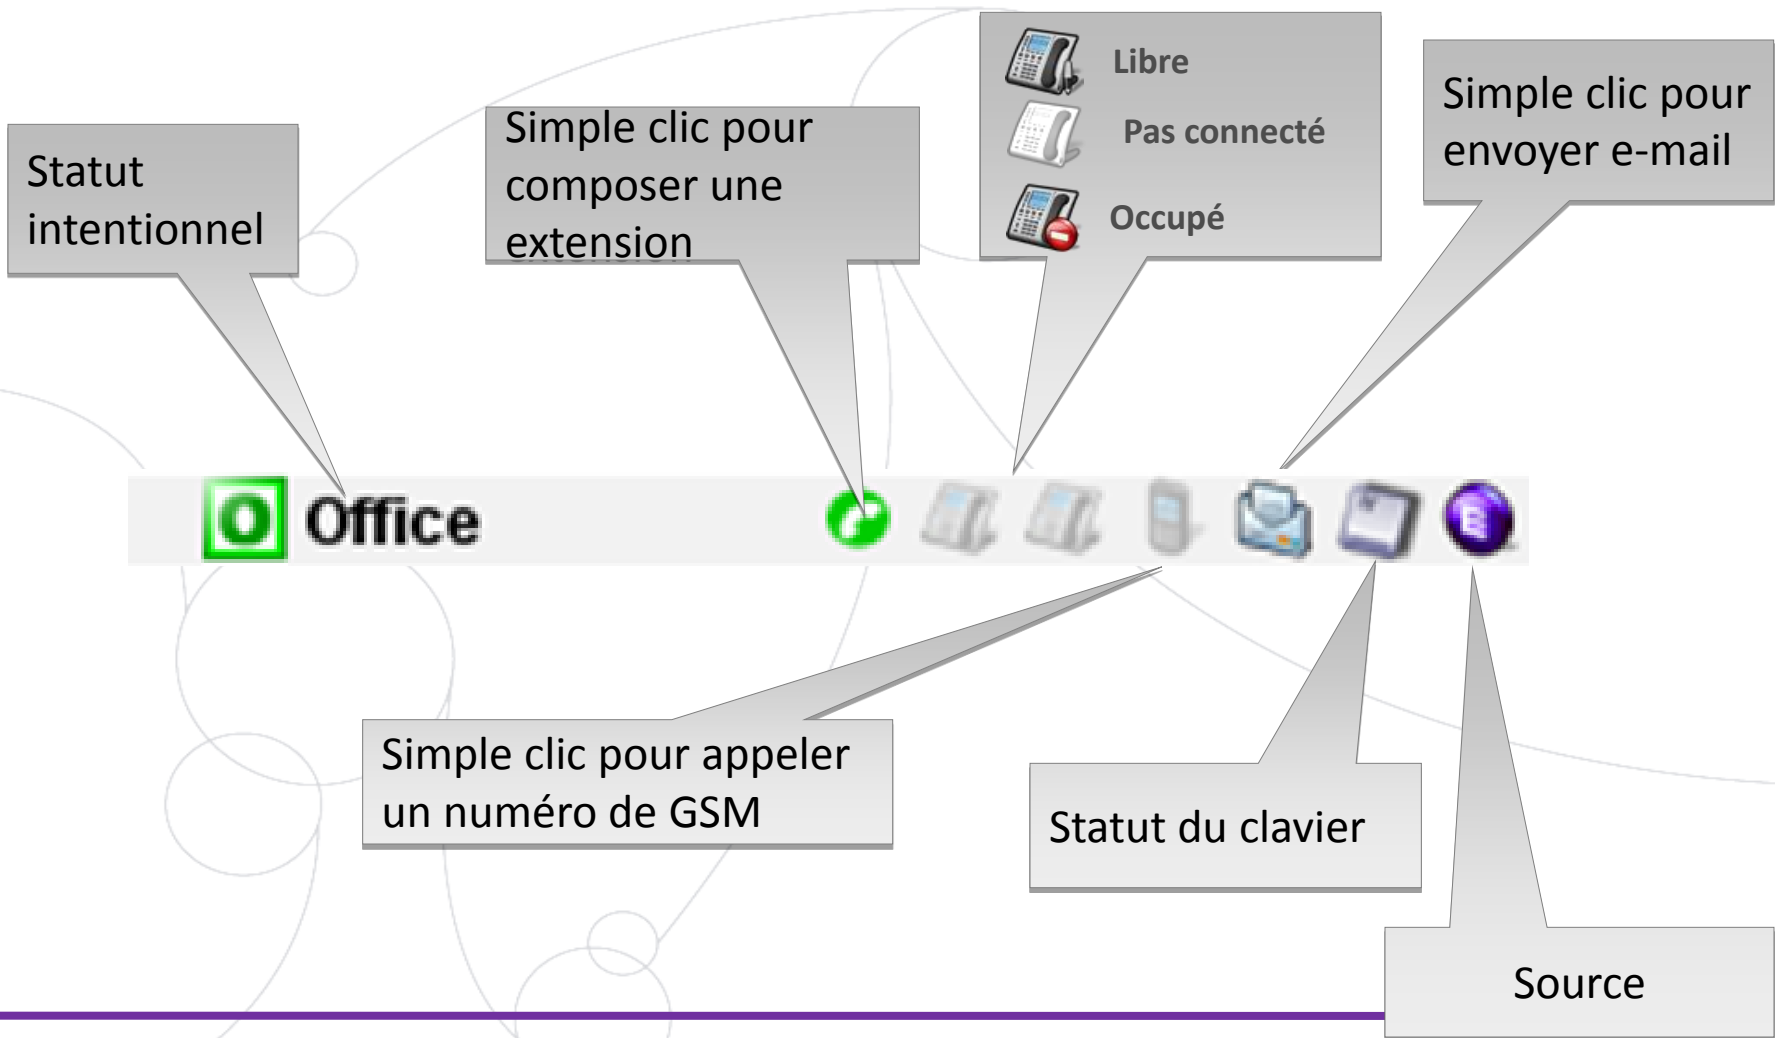 Statut
intentionnel
Simple clic pour
composer une
extension
Libre
Pas connecté
Occupé
Simple clic pour
envoyer e-mail
O Office
Simple clic pour appeler
un numéro de GSM
Statut du clavier
Source